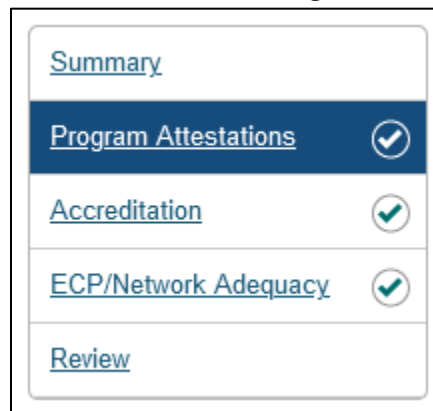 Summary
Program Attestations
Accreditation
ECP/Network Adequacy
Review